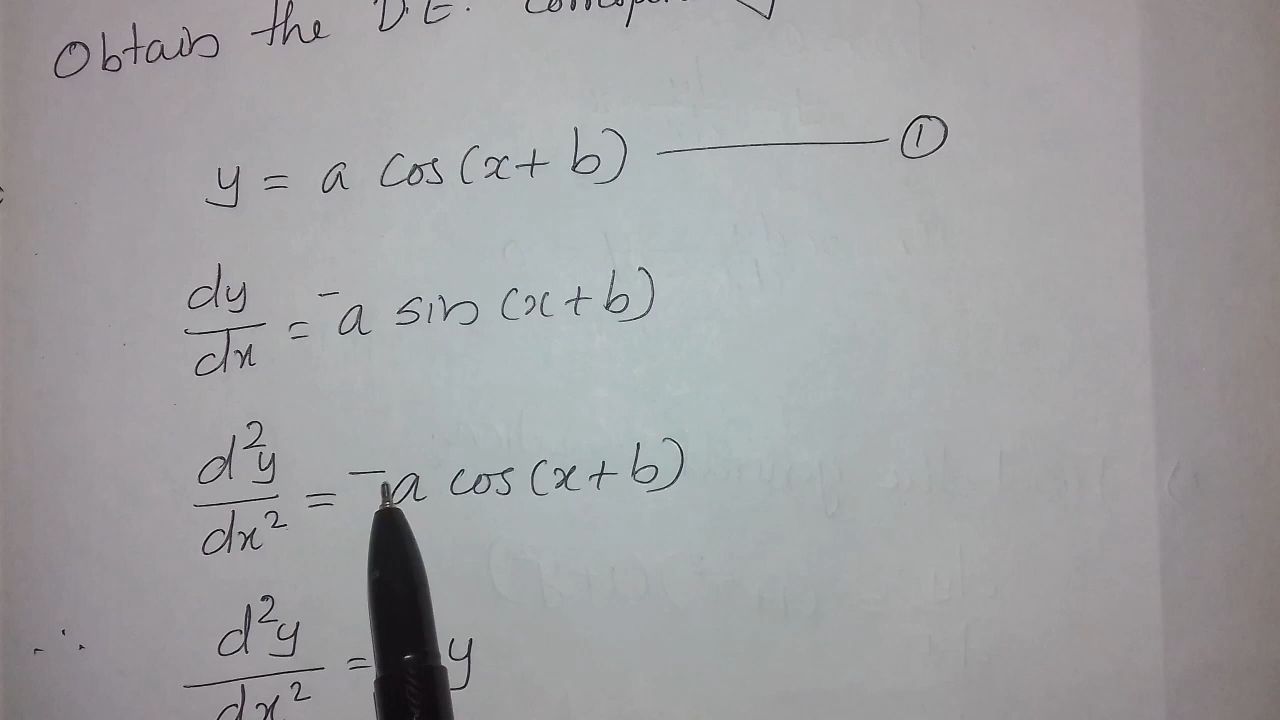 Obtain the D.E.
y = a cos(x+b) ——— ①
dy/dx = -a sin (x+b)
d²y/dx² = -a cos(x+b)
∴ d²y/dx² = y